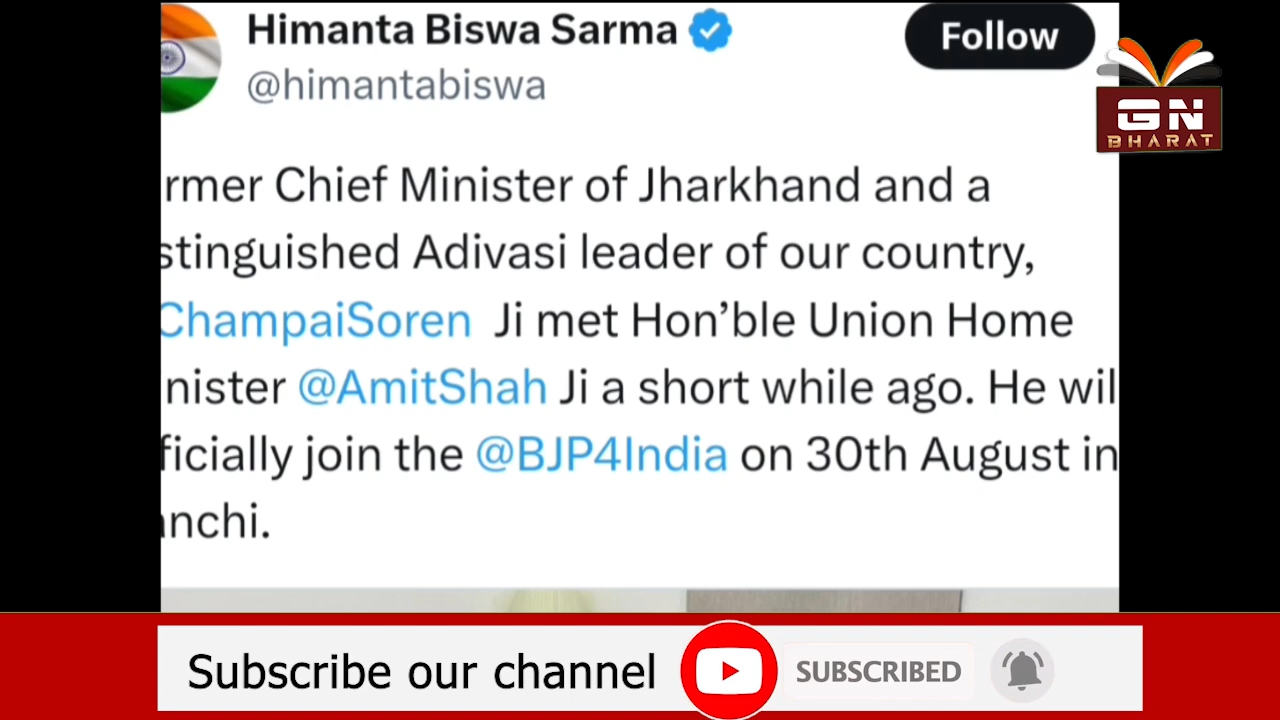 Himanta Biswa Sarma
Follow
@himantabiswa
GN
BHARAT
rmer Chief Minister of Jharkhand and a
stinguished Adivasi leader of our country,
ChampaiSoren Ji met Hon’ble Union Home
nister @AmitShah Ji a short while ago. He wil
ficially join the @BJP4India on 30th August in
nchi.
Subscribe our channel
SUBSCRIBED